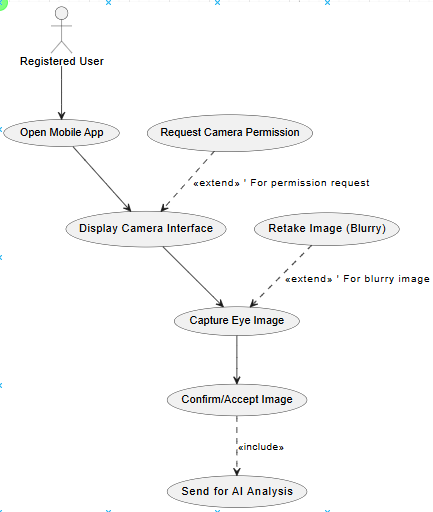 Registered User
Open Mobile App
Request Camera Permission
«extend» ' For permission request
Display Camera Interface
Retake Image (Blurry)
«extend» ' For blurry image
Capture Eye Image
Confirm/Accept Image
«include»
Send for AI Analysis